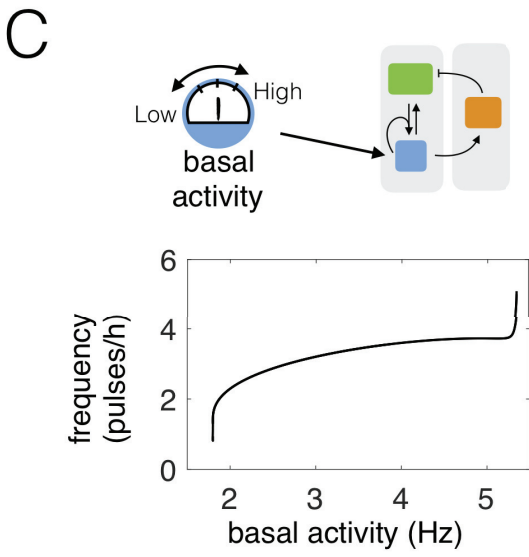 C
Low
High
basal
activity
6
4
2
0
frequency
(pulses/h)
2
3
4
5
basal activity (Hz)